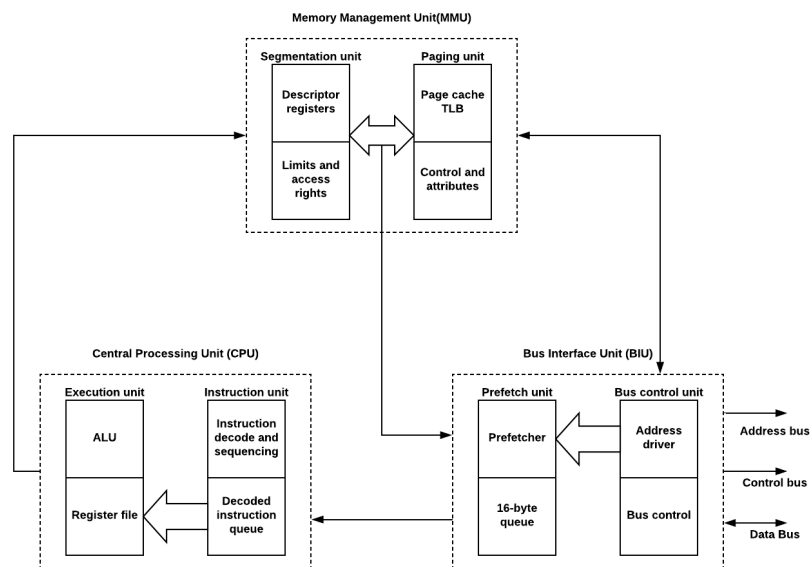 Memory Management Unit(MMU)
Segmentation unit
Paging unit
Descriptor
registers
Page cache
TLB
Limits and
access
rights
Control and
attributes
Central Processing Unit (CPU)
Bus Interface Unit (BIU)
Execution unit
Instruction unit
Prefetch unit
Bus control unit
ALU
Instruction
decode and
sequencing
Prefetcher
Address
driver
Address bus
Register file
Decoded
instruction
queue
16-byte
queue
Bus control
Control bus
Data Bus